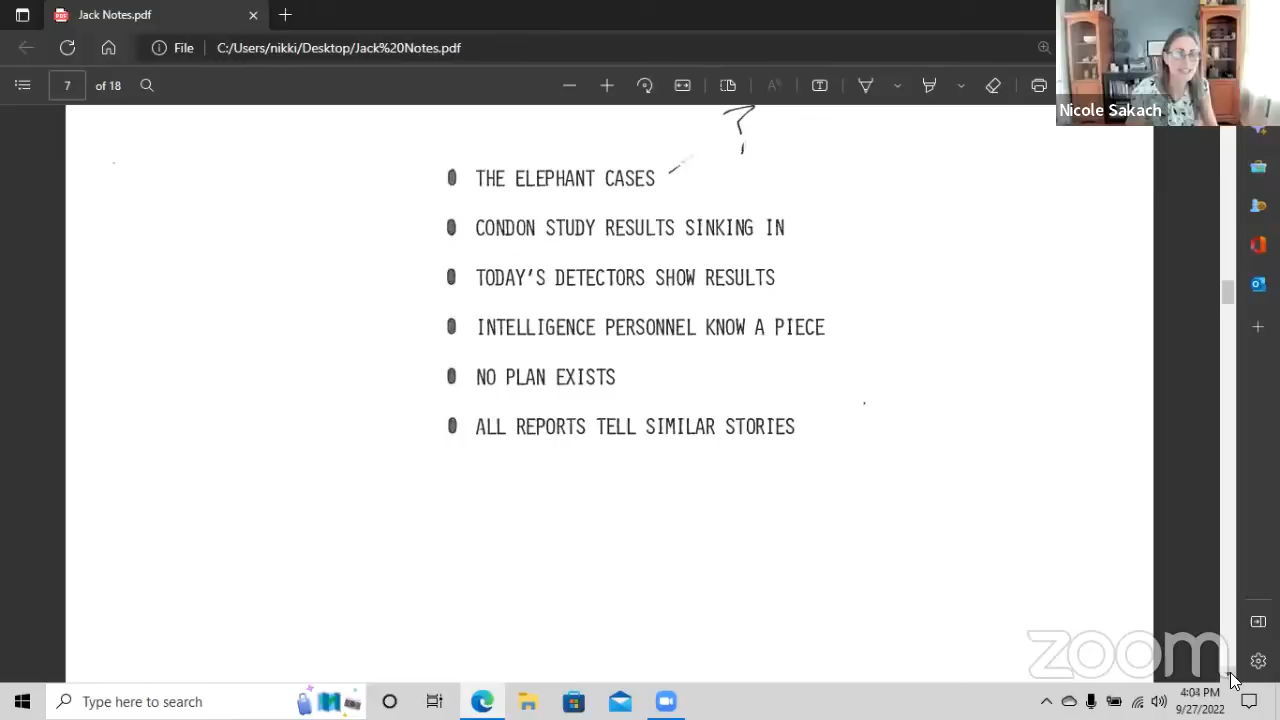 Jack Notes.pdf
File
C:/Users/nikki/Desktop/Jack%20Notes.pdf
7 of 18
Nicole Sakach
?
THE ELEPHANT CASES
CONDON STUDY RESULTS SINKING IN
TODAY'S DETECTORS SHOW RESULTS
INTELLIGENCE PERSONNEL KNOW A PIECE
NO PLAN EXISTS
ALL REPORTS TELL SIMILAR STORIES
zoom
Type here to search
4:04 PM
9/27/2022